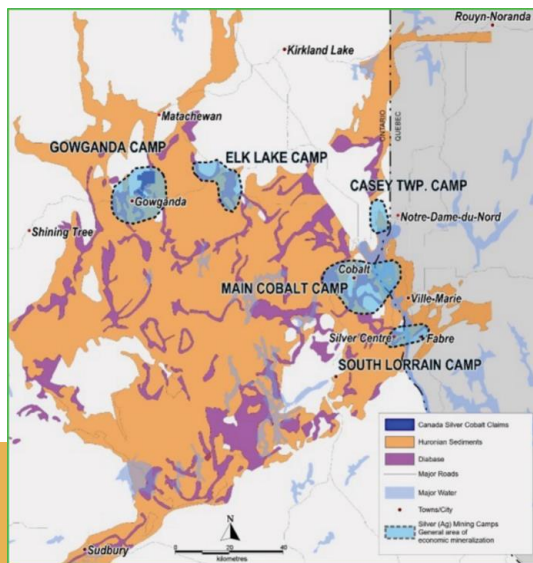 Rouyn-Noranda
Kirkland Lake
ONTARIO
QUEBEC
Matachewan
GOWGANDA CAMP
ELK LAKE CAMP
CASEY TWP. CAMP
Gowganda
Notre-Dame-du-Nord
Shining Tree
Cobalt
MAIN COBALT CAMP
Ville-Marie
Silver Centre
Fabre
SOUTH LORRAIN CAMP
Canada Silver Cobalt Claims
Huronian Sediments
Diabase
Major Roads
Major Water
Towns/City
Silver (Ag) Mining Camps
General area of
economic mineralization
N
0 20 40
kilometres
Sudbury